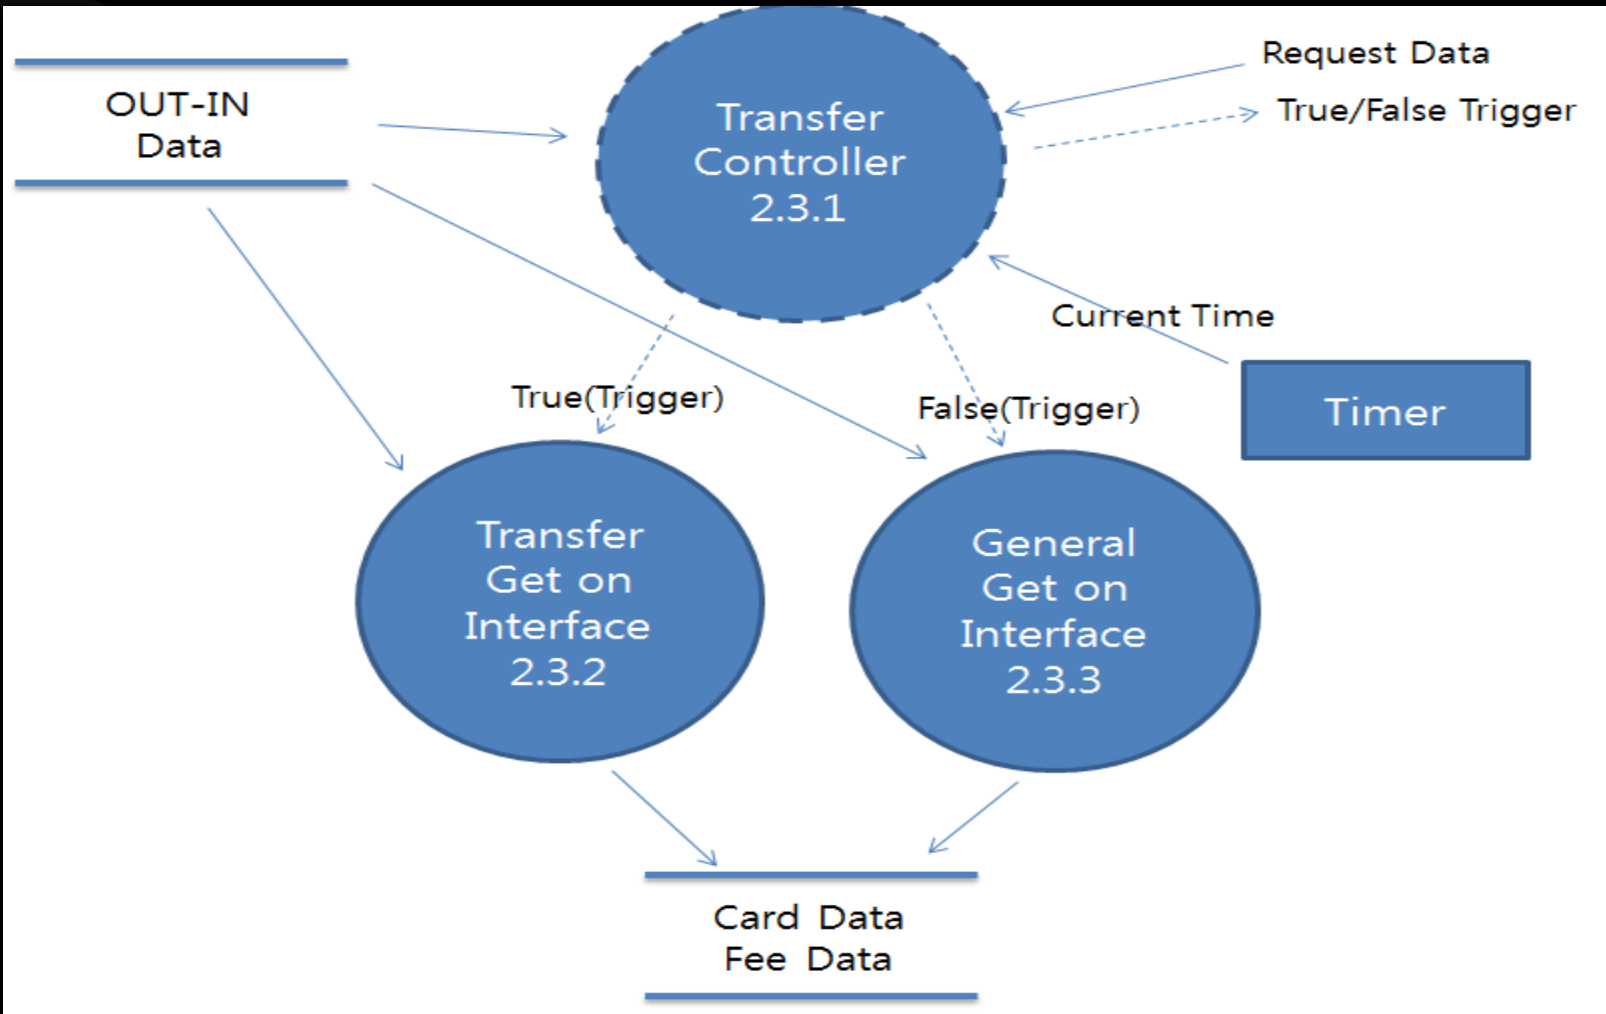 OUT-IN
Data
Transfer
Controller
2.3.1
Request Data
True/False Trigger
Current Time
Timer
True(Trigger)
False(Trigger)
Transfer
Get on
Interface
2.3.2
General
Get on
Interface
2.3.3
Card Data
Fee Data